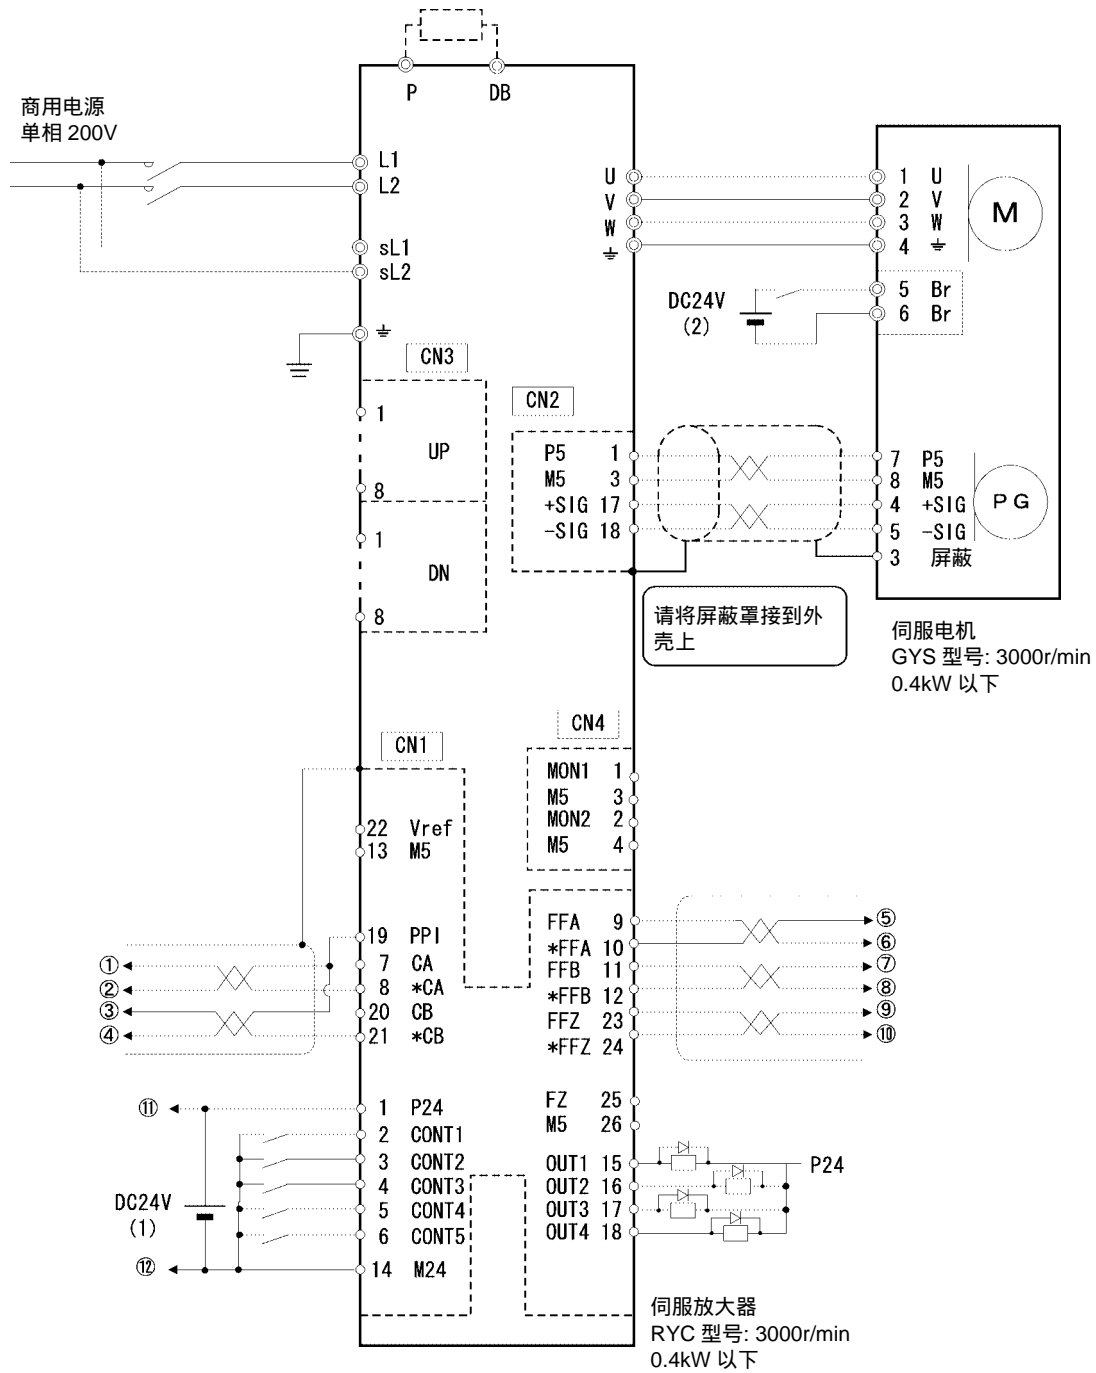 P
DB
商用电源
单相 200V
L1
L2
sL1
sL2
U
V
W
1 U
2 V
3 W
4
M
5 Br
6 Br
DC24V
(2)
CN3
1
UP
8
1
DN
8
CN2
P5 1
M5 3
+SIG 17
-SIG 18
7 P5
8 M5
4 +SIG
5 -SIG
3 屏蔽
PG
请将屏蔽罩接到外
壳上
伺服电机
GYS 型号: 3000r/min
0.4kW 以下
CN4
MON1 1
M5 3
MON2 2
M5 4
CN1
22 Vref
13 M5
19 PPI
7 CA
8 *CA
20 CB
21 *CB
①
②
③
④
FFA 9
*FFA 10
FFB 11
*FFB 12
FFZ 23
*FFZ 24
⑤
⑥
⑦
⑧
⑨
⑩
FZ 25
M5 26
OUT1 15
OUT2 16
OUT3 17
OUT4 18
P24
⑪
1 P24
2 CONT1
3 CONT2
4 CONT3
5 CONT4
6 CONT5
14 M24
DC24V
(1)
⑫
伺服放大器
RYC 型号: 3000r/min
0.4kW 以下